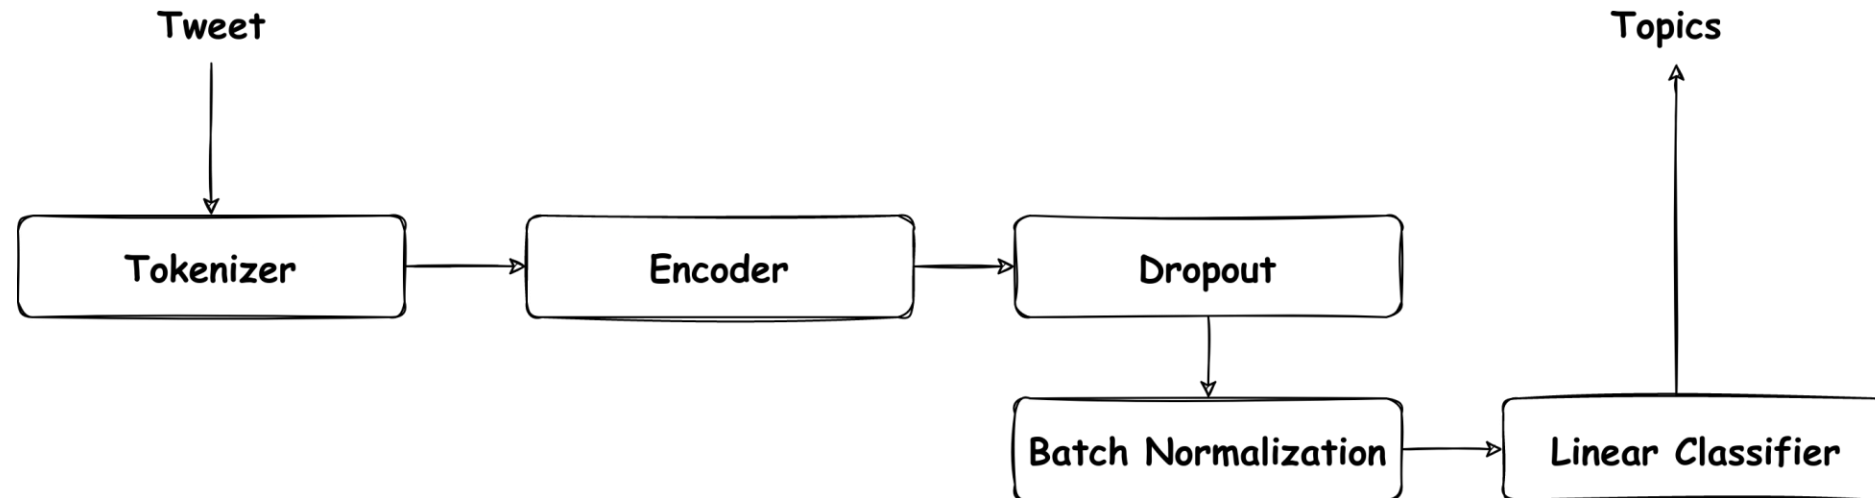 Tweet
Topics
Tokenizer
Encoder
Dropout
Batch Normalization
Linear Classifier